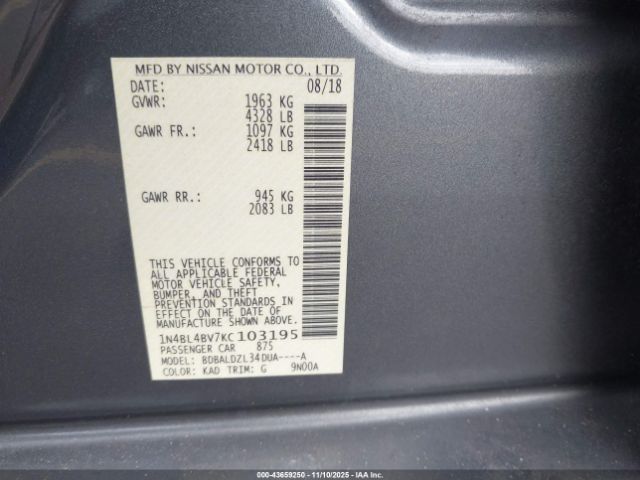 MFD BY NISSAN MOTOR CO., LTD.
DATE: 08/18
GVWR: 1963 KG
4328 LB
GAWR FR.: 1097 KG
2418 LB
GAWR RR.: 945 KG
2083 LB
THIS VEHICLE CONFORMS TO
ALL APPLICABLE FEDERAL
MOTOR VEHICLE SAFETY,
BUMPER, AND THEFT
PREVENTION STANDARDS IN
EFFECT ON THE DATE OF
MANUFACTURE SHOWN ABOVE.
1N4BL4BV7KC103195
PASSENGER CAR 875
MODEL: BDBALDZL34DUA----A
COLOR: KAD TRIM: G 9N00A
000-43659250 — 11/10/2025 — IAA Inc.